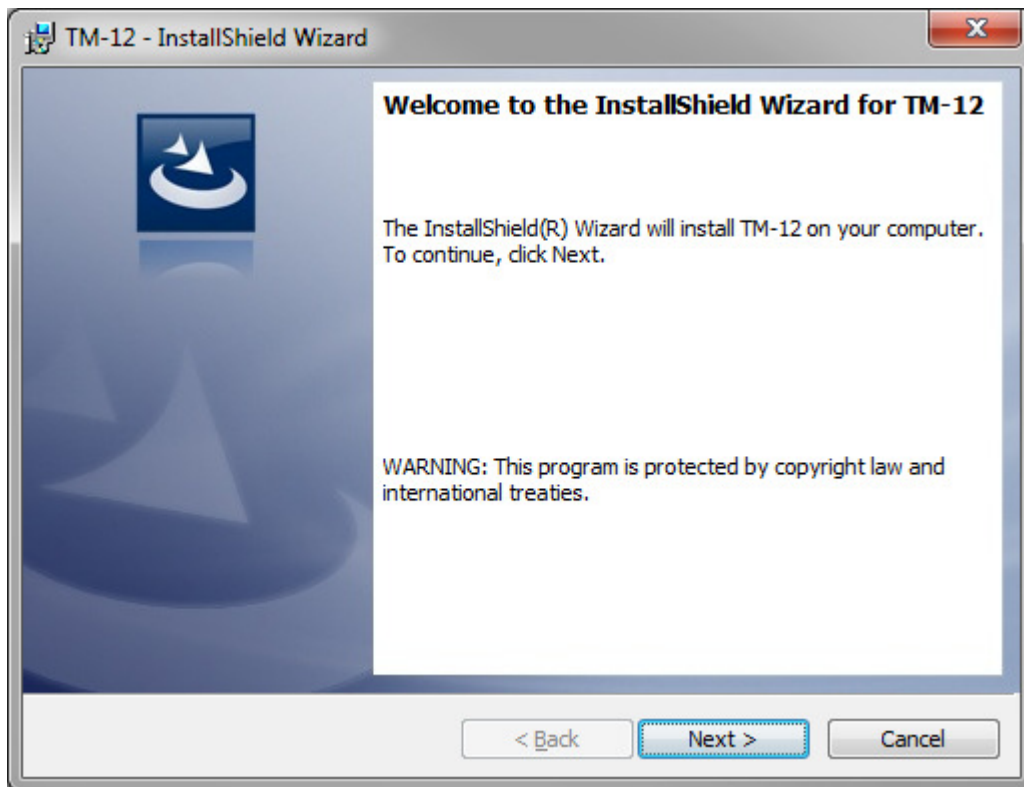 TM-12 - InstallShield Wizard
Welcome to the InstallShield Wizard for TM-12
The InstallShield(R) Wizard will install TM-12 on your computer.
To continue, click Next.
WARNING: This program is protected by copyright law and
international treaties.
< Back Next > Cancel